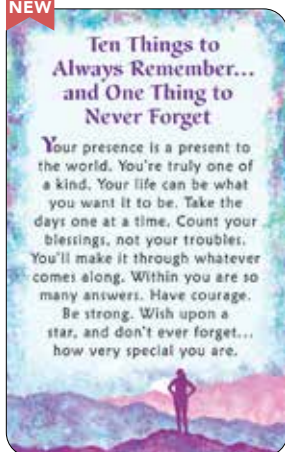 NEW
Ten Things to
Always Remember...
and One Thing to
Never Forget
Your presence is a present to
the world. You're truly one of
a kind. Your life can be what
you want it to be. Take the
days one at a time. Count your
blessings, not your troubles.
You'll make it through whatever
comes along. Within you are so
many answers. Have courage.
Be strong. Wish upon a
star, and don't ever forget...
how very special you are.